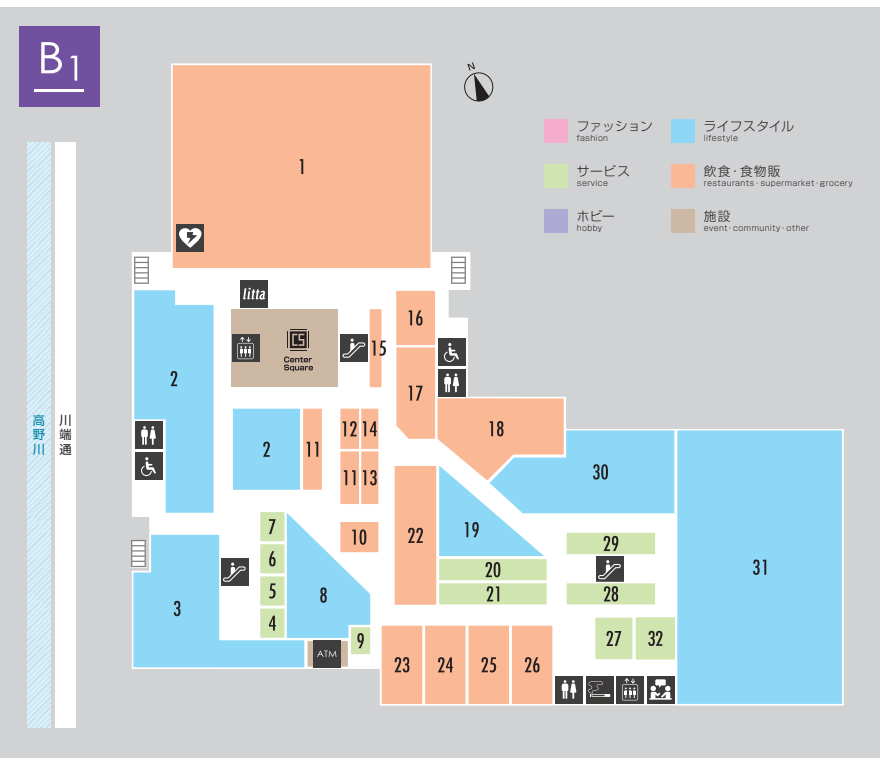 B1
N
ファッション
fashion
ライフスタイル
lifestyle
サービス
service
飲食・食物販
restaurants・supermarket・grocery
ホビー
hobby
施設
event・community・other
1
litta
CS
Center
Square
15
16
17
2
高野川
川端通
2
11
12
14
11
13
18
30
31
7
6
5
4
8
10
22
19
20
21
29
28
3
9
ATM
23
24
25
26
27
32